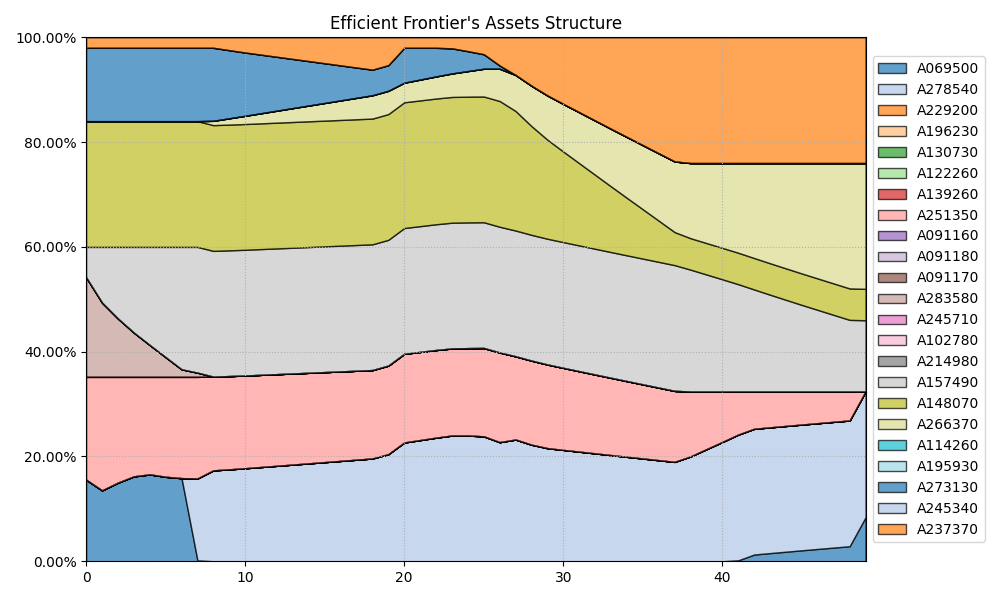 Efficient Frontier's Assets Structure
100.00%
80.00%
60.00%
40.00%
20.00%
0.00%
0
10
20
30
40
A069500
A278540
A229200
A196230
A130730
A122260
A139260
A251350
A091160
A091180
A091170
A283580
A245710
A102780
A214980
A157490
A148070
A266370
A114260
A195930
A273130
A245340
A237370